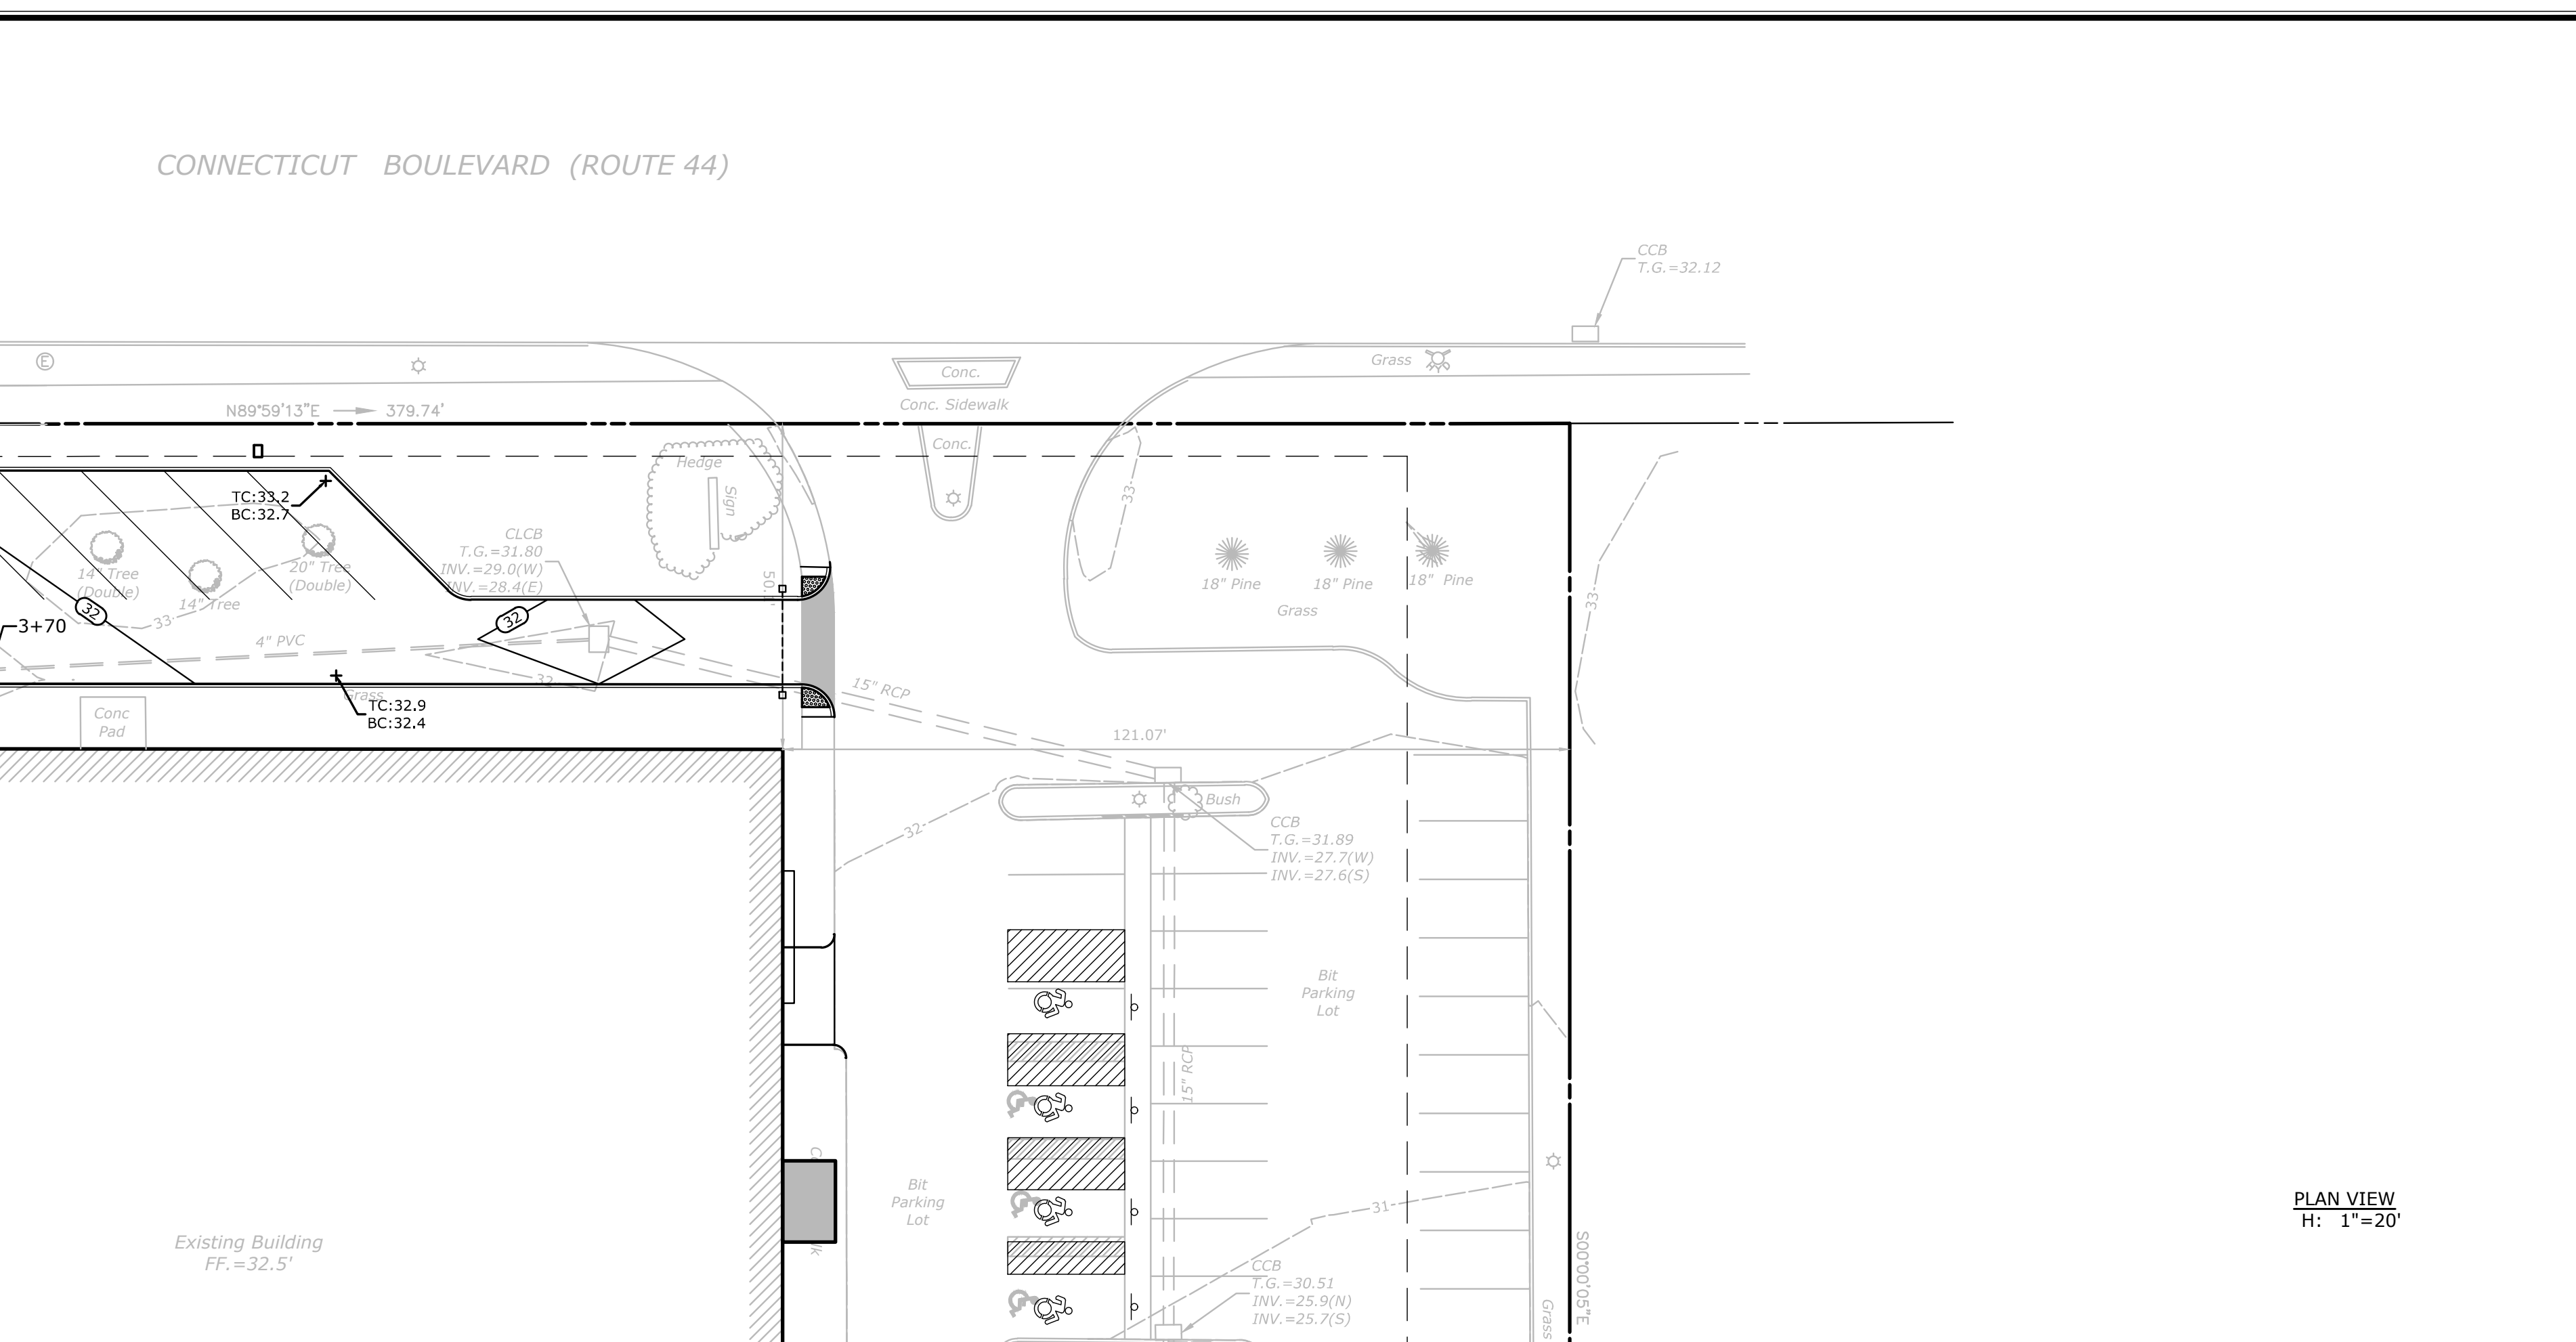 CONNECTICUT BOULEVARD (ROUTE 44)
CCB
T.G.=32.12
E
Grass
Conc.
N89°59'13"E
379.74'
Conc. Sidewalk
Conc.
Hedge
Sign
TC:33.2
BC:32.7
33
33
CLCB
T.G.=31.80
INV.=29.0(W)
INV.=28.4(E)
14" Tree
(Double)
14" Tree
20" Tree
(Double)
18" Pine
18" Pine
18" Pine
Grass
32
32
33
3+70
4" PVC
32
Grass
TC:32.9
BC:32.4
Conc
Pad
15" RCP
121.07'
Bush
32
CCB
T.G.=31.89
INV.=27.7(W)
INV.=27.6(S)
Bit
Parking
Lot
15" RCP
Bit
Parking
Lot
31
PLAN VIEW
H: 1"=20'
Existing Building
FF.=32.5'
S00°00'05"E
CCB
T.G.=30.51
INV.=25.9(N)
INV.=25.7(S)
Grass